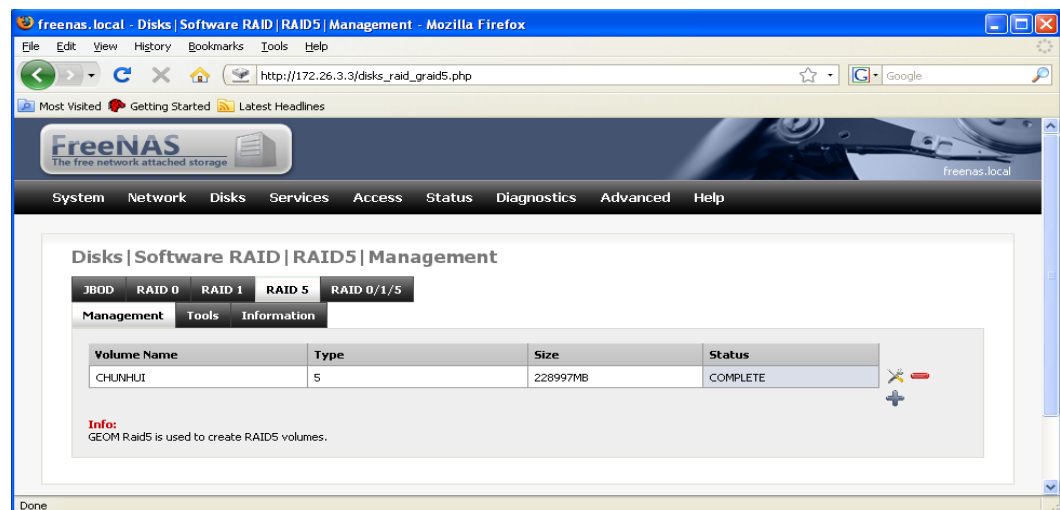 freenas.local - Disks|Software RAID|RAID5|Management - Mozilla Firefox
File Edit View History Bookmarks Tools Help
http://172.26.3.3/disks_raid_graid5.php
G Google
Most Visited Getting Started Latest Headlines
FreeNAS
The free network attached storage
freenas.local
System Network Disks Services Access Status Diagnostics Advanced Help
Disks|Software RAID|RAID5|Management
JBOD RAID 0 RAID 1 RAID 5 RAID 0/1/5
Management Tools Information
Volume Name Type Size Status
CHUNHUI 5 228997MB COMPLETE
Info:
GEOM Raid5 is used to create RAID5 volumes.
Done